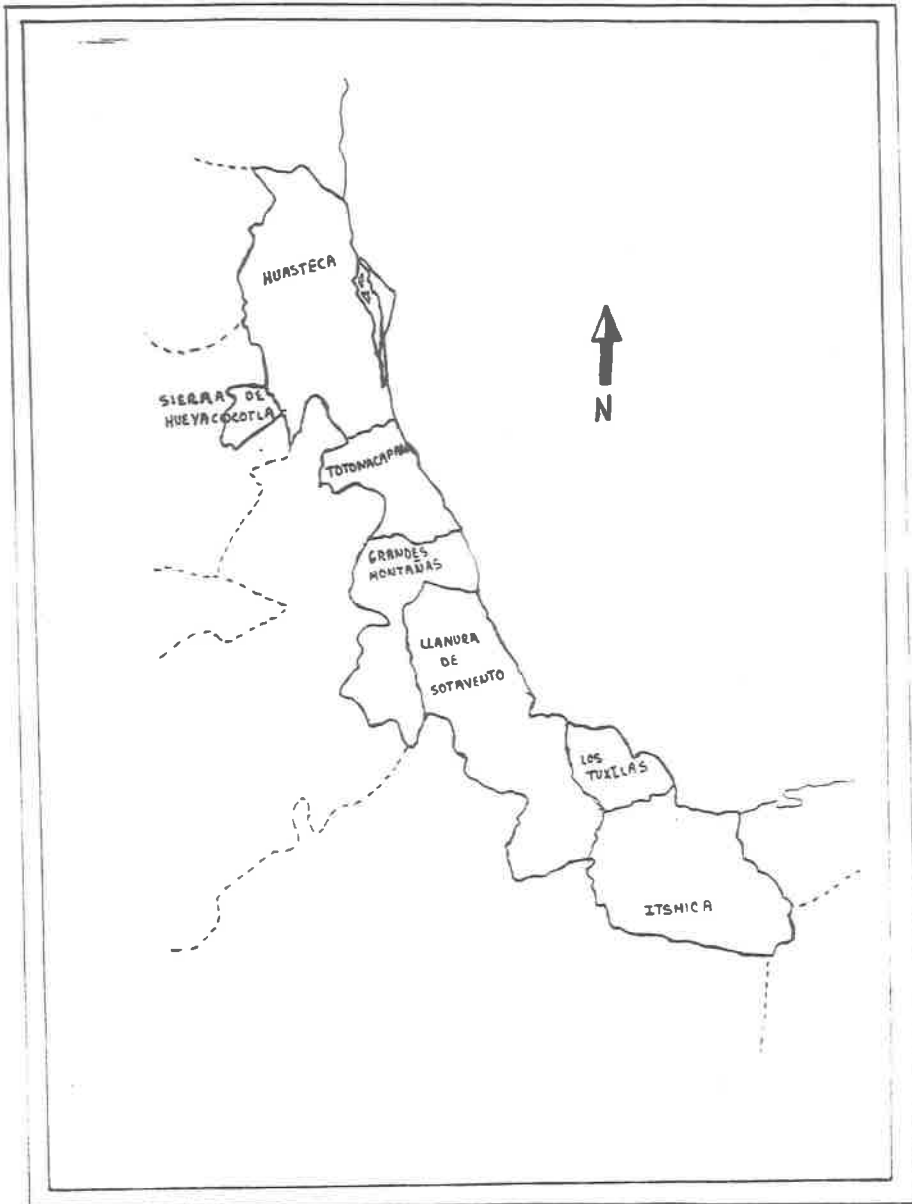 HUASTECA
N
SIERRA DE
HUEYACOCOTLA
TOTONACAPAN
GRANDES
MONTAÑAS
LLANURA
DE
SOTAVENTO
LOS
TUXTLAS
ITSMICA